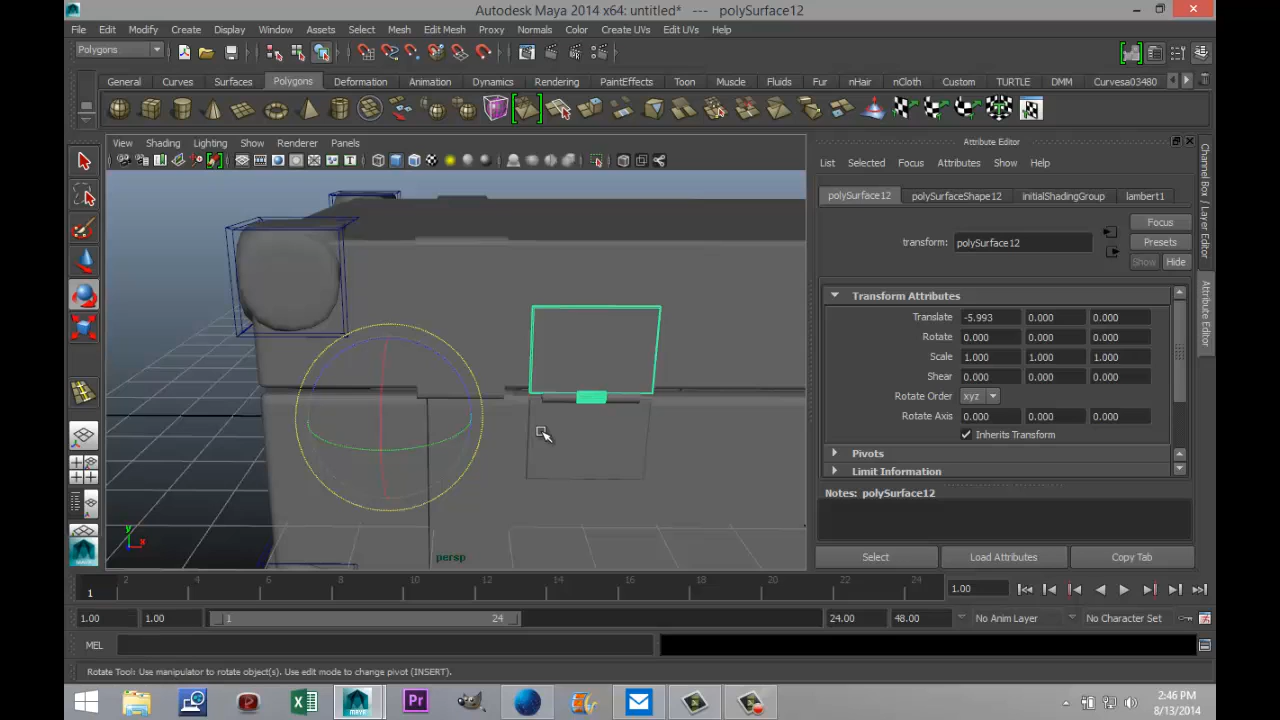 Autodesk Maya 2014 x64: untitled* --- polySurface12
File Edit Modify Create Display Window Assets Select Mesh Edit Mesh Proxy Normals Color Create UVs Edit UVs Help
Polygons
General Curves Surfaces Polygons Deformation Animation Dynamics Rendering PaintEffects Toon Muscle Fluids Fur nHair nCloth Custom TURTLE DMM Curvesa03480
View Shading Lighting Show Renderer Panels
Attribute Editor
List Selected Focus Attributes Show Help
polySurface12 polySurfaceShape12 initialShadingGroup lambert1
Focus
transform: polySurface12
Presets
Show Hide
Transform Attributes
Translate -5.993 0.000 0.000
Rotate 0.000 0.000 0.000
Scale 1.000 1.000 1.000
Shear 0.000 0.000 0.000
Rotate Order xyz
Rotate Axis 0.000 0.000 0.000
Inherits Transform
Pivots
Limit Information
Notes: polySurface12
Select Load Attributes Copy Tab
Channel Box / Layer Editor
Attribute Editor
y
x
persp
2 4 6 8 10 12 14 16 18 20 22 24
1
1.00
1.00 1.00 1 24 24.00 48.00 No Anim Layer No Character Set
MEL
Rotate Tool: Use manipulator to rotate object(s). Use edit mode to change pivot (INSERT).
MAYA
Pr
2:46 PM
8/13/2014